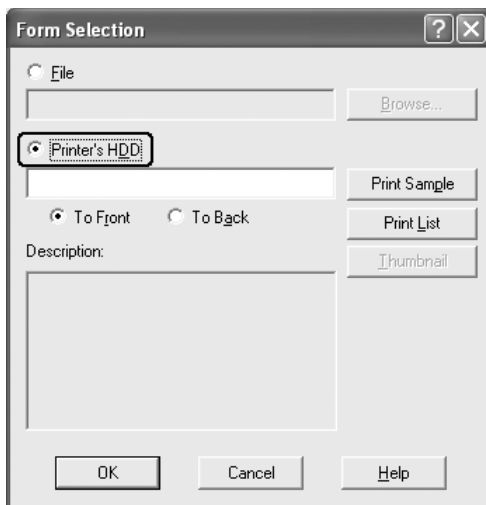 Form Selection
File
Browse...
Printer's HDD
Print Sample
To Front To Back
Print List
Description:
Thumbnail
OK Cancel Help